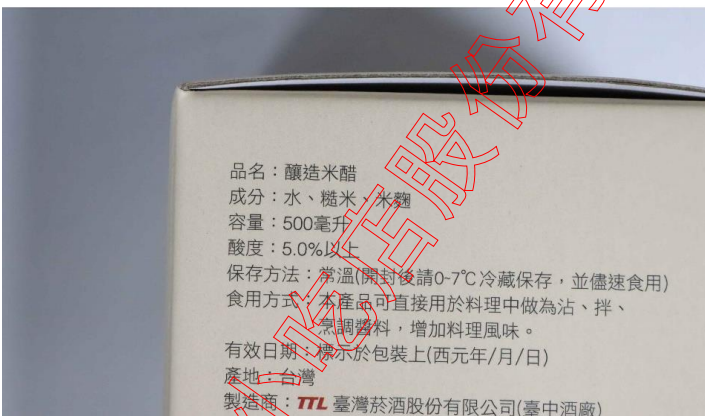 品名：釀造米醋
成分：水、糙米、米麴
容量：500毫升
酸度：5.0%以上
保存方法：常溫(開封後請0-7℃冷藏保存，並儘速食用)
食用方式：本產品可直接用於料理中做為沾、拌、
烹調醬料，增加料理風味。
有效日期：標示於包裝上(西元年/月/日)
產地：台灣
製造商：TTL 臺灣菸酒股份有限公司(臺中酒廠)
店股份